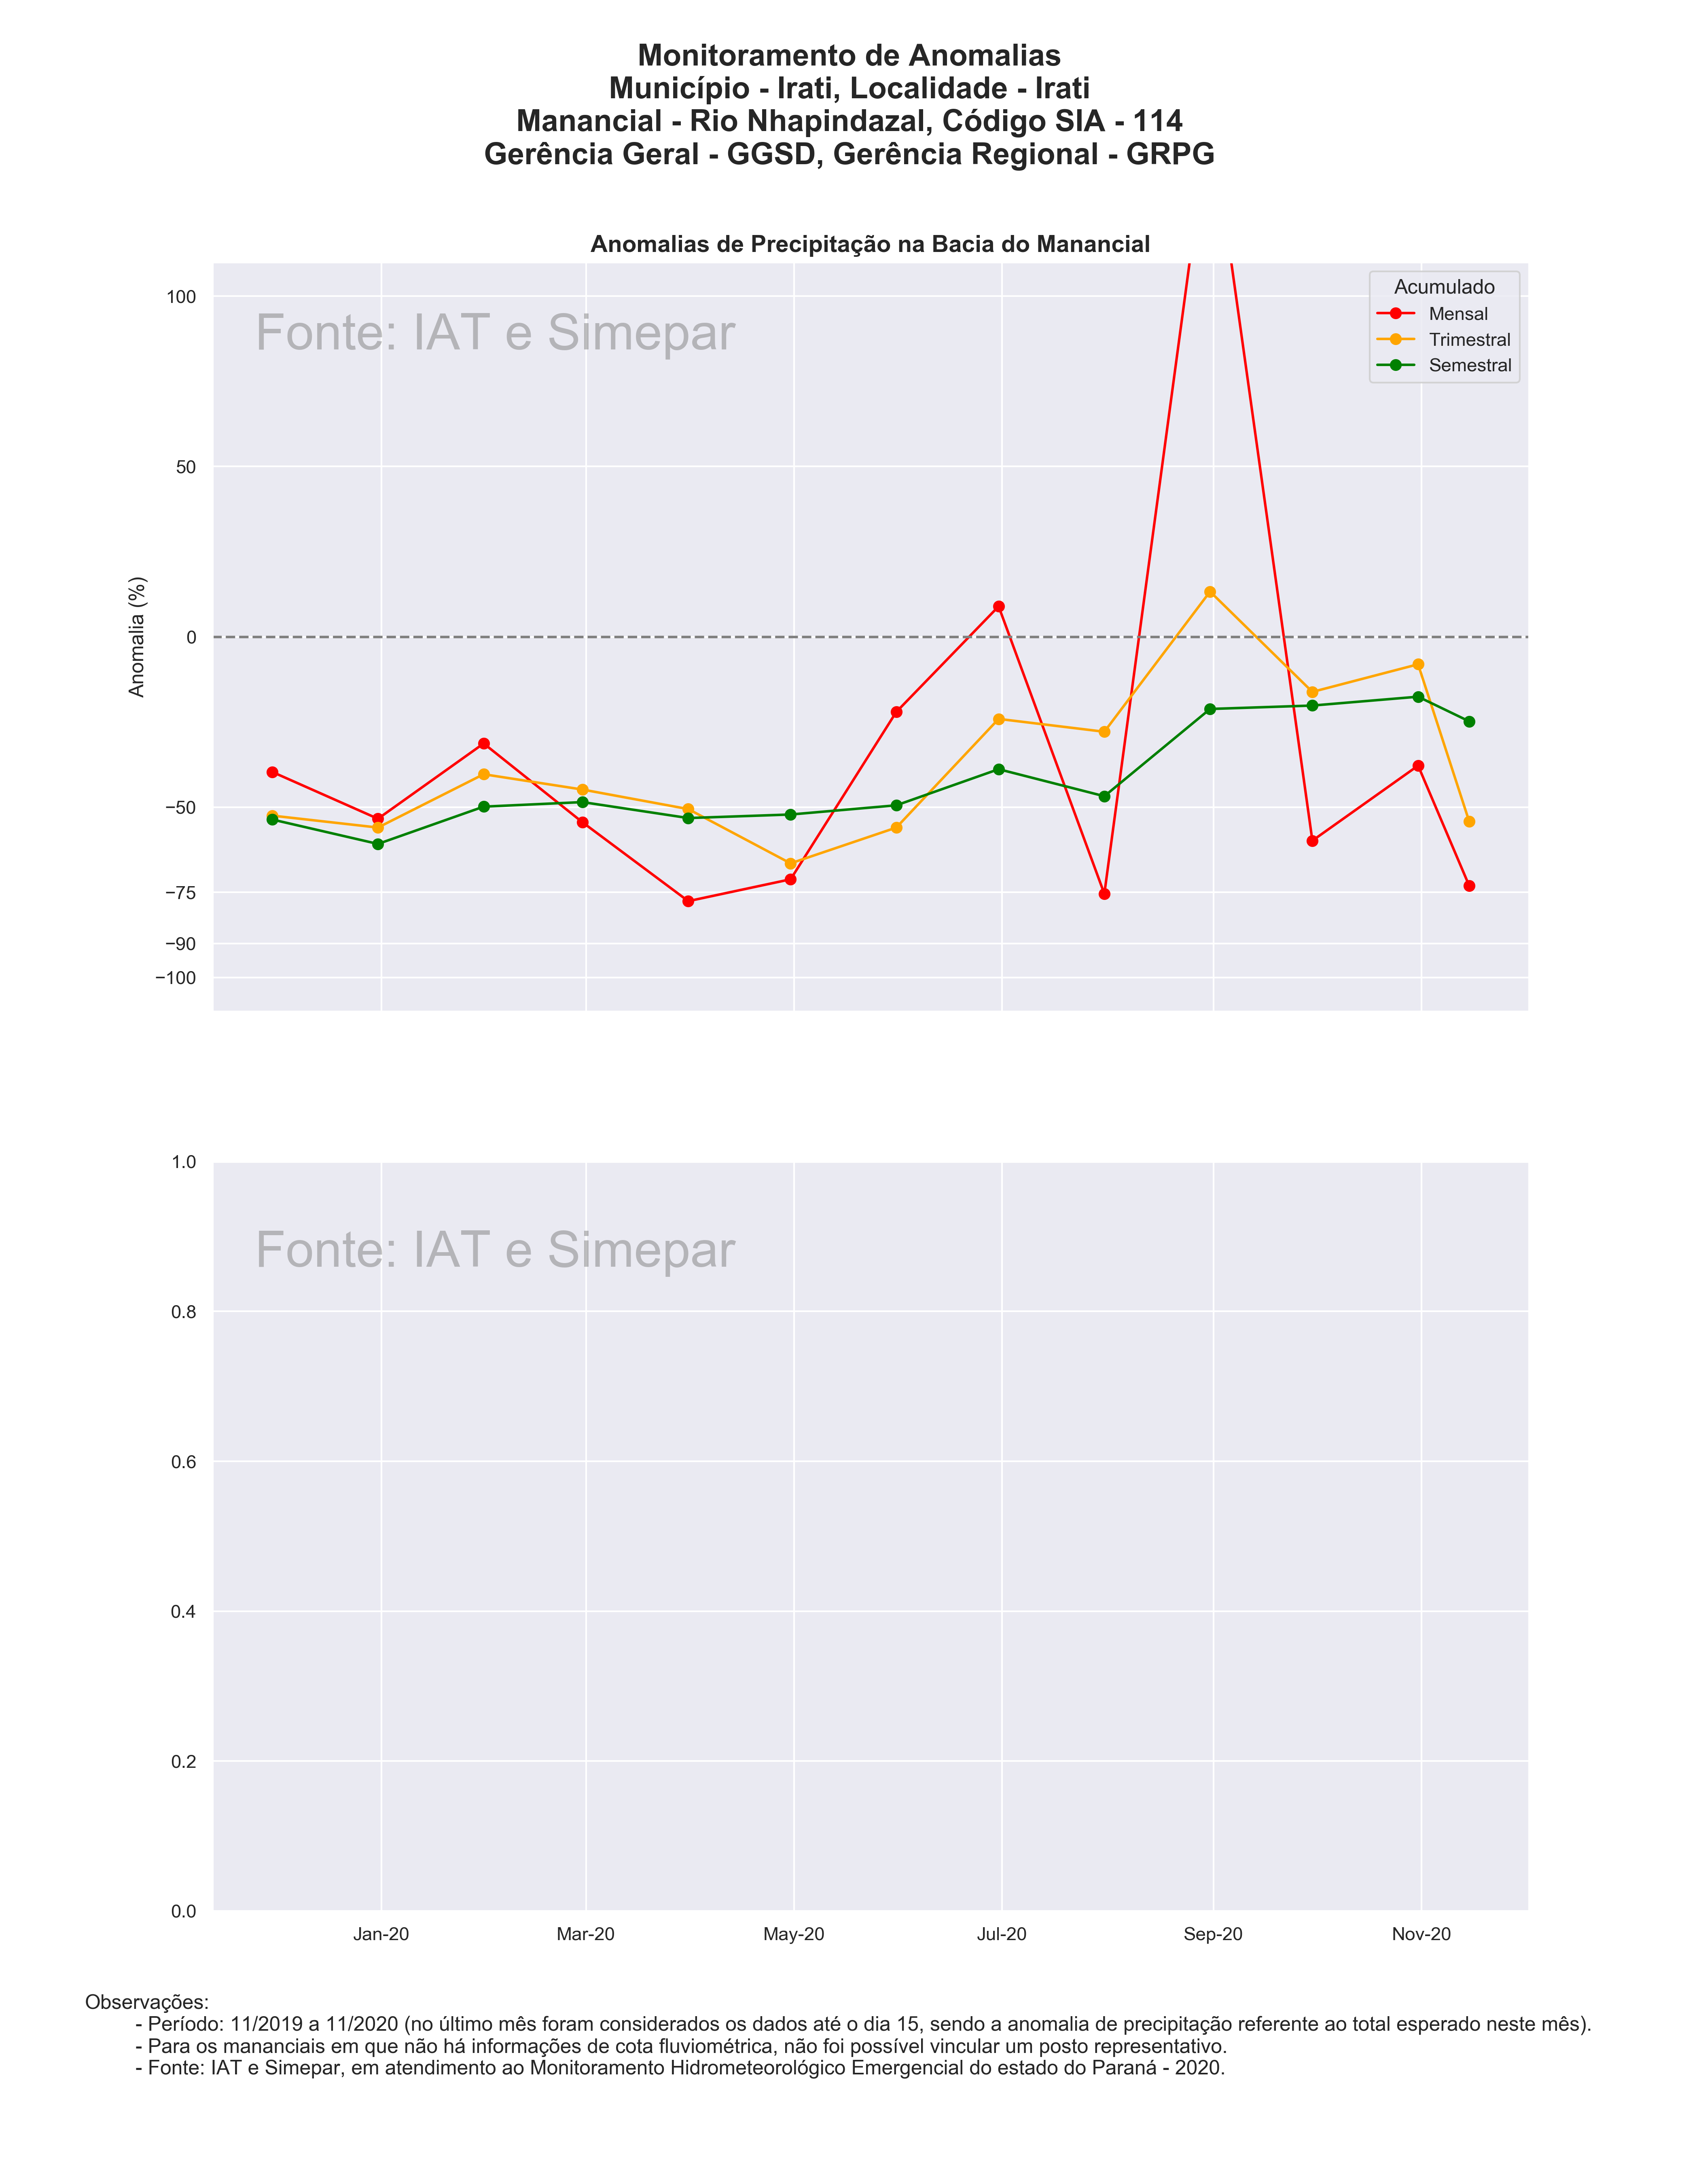 Monitoramento de Anomalias
Município - Irati, Localidade - Irati
Manancial - Rio Nhapindazal, Código SIA - 114
Gerência Geral - GGSD, Gerência Regional - GRPG
Anomalias de Precipitação na Bacia do Manancial
Fonte: IAT e Simepar
Acumulado
Mensal
Trimestral
Semestral
Anomalia (%)
100
50
0
−50
−75
−90
−100
Fonte: IAT e Simepar
1.0
0.8
0.6
0.4
0.2
0.0
Jan-20 Mar-20 May-20 Jul-20 Sep-20 Nov-20
Observações:
- Período: 11/2019 a 11/2020 (no último mês foram considerados os dados até o dia 15, sendo a anomalia de precipitação referente ao total esperado neste mês).
- Para os mananciais em que não há informações de cota fluviométrica, não foi possível vincular um posto representativo.
- Fonte: IAT e Simepar, em atendimento ao Monitoramento Hidrometeorológico Emergencial do estado do Paraná - 2020.